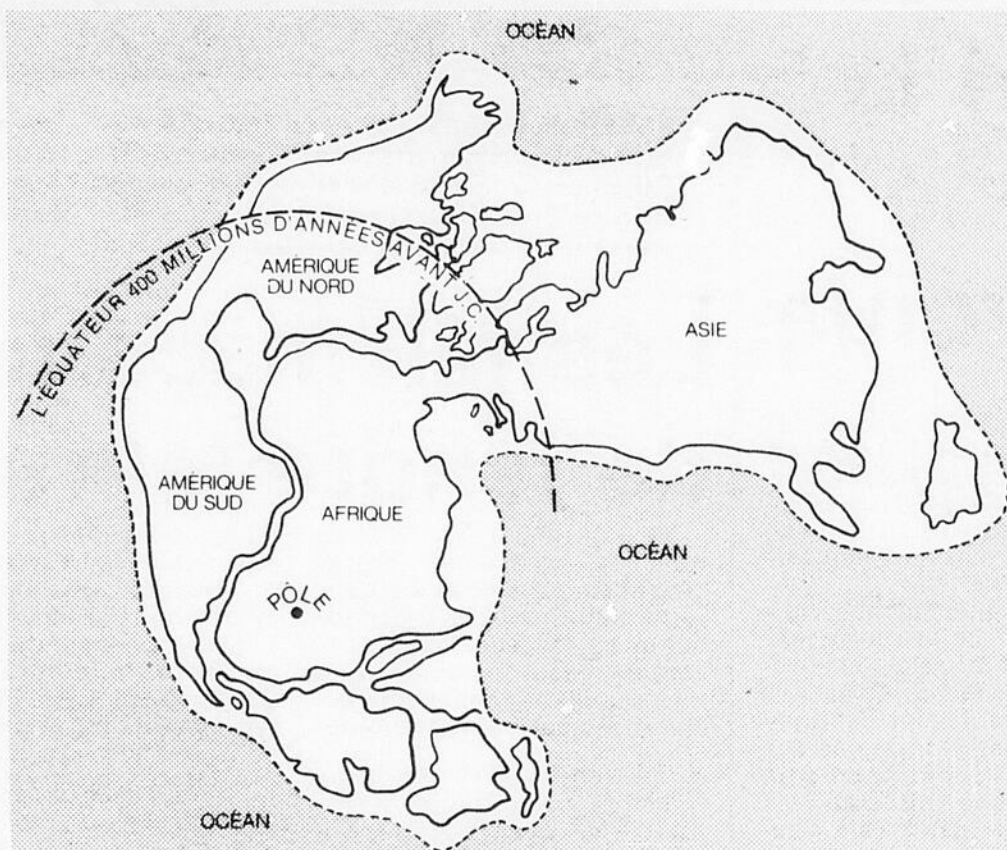 OCÉAN
L'ÉQUATEUR 400 MILLIONS D'ANNÉES AVANT J.C.
AMÉRIQUE
DU NORD
ASIE
AMÉRIQUE
DU SUD
AFRIQUE
OCÉAN
PÔLE
OCÉAN